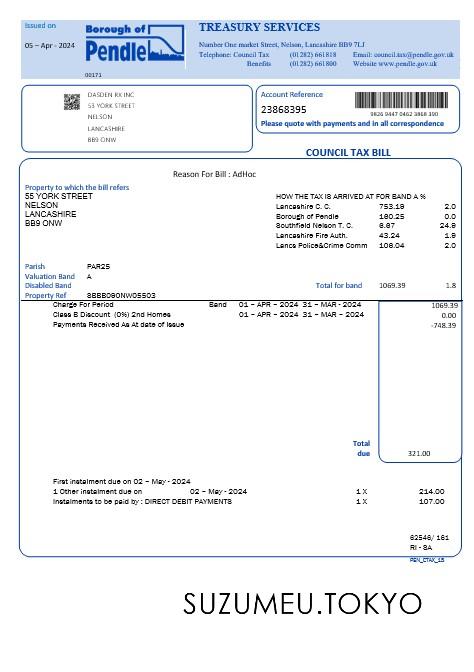 Issued on
05 – Apr - 2024
Borough of
Pendle
TREASURY SERVICES
Number One market Street, Nelson, Lancashire BB9 7LJ
Telephone: Council Tax (01282) 661818 Email: council.tax@pendle.gov.uk
Benefits (01282) 661800 Website www.pendle.gov.uk
00171
DASDEN RX INC
53 YORK STREET
NELSON
LANCASHIRE
BB9 ONW
Account Reference
23868395
9826 9447 0462 3868 390
Please quote with payments and in all correspondence
COUNCIL TAX BILL
Reason For Bill : AdHoc
Property to which the bill refers
55 YORK STREET
NELSON
LANCASHIRE
BB9 ONW
HOW THE TAX IS ARRIVED AT FOR BAND A %
Lancashire C. C. 753.19 2.0
Borough of Pendle 160.25 0.0
Southfield Nelson T. C. 6.67 24.9
Lancashire Fire Auth. 43.24 1.9
Lancs Police&Crime Comm 106.04 2.0
Parish PAR25
Valuation Band A
Disabled Band
Total for band 1069.39 1.8
Property Ref SBBB090NW05503
Charge For Period Band 01 – APR – 2024 31 – MAR - 2024 1069.39
Class B Discount (0%) 2nd Homes 01 – APR – 2024 31 – MAR – 2024 0.00
Payments Received As At date of Issue -748.39
Total
due 321.00
First instalment due on 02 – May - 2024
1 Other instalment due on 02 – May - 2024 1 X 214.00
Instalments to be paid by : DIRECT DEBIT PAYMENTS 1 X 107.00
62546/ 161
RI - SA
PEN_CTAX_1S
SUZUMEU.TOKYO